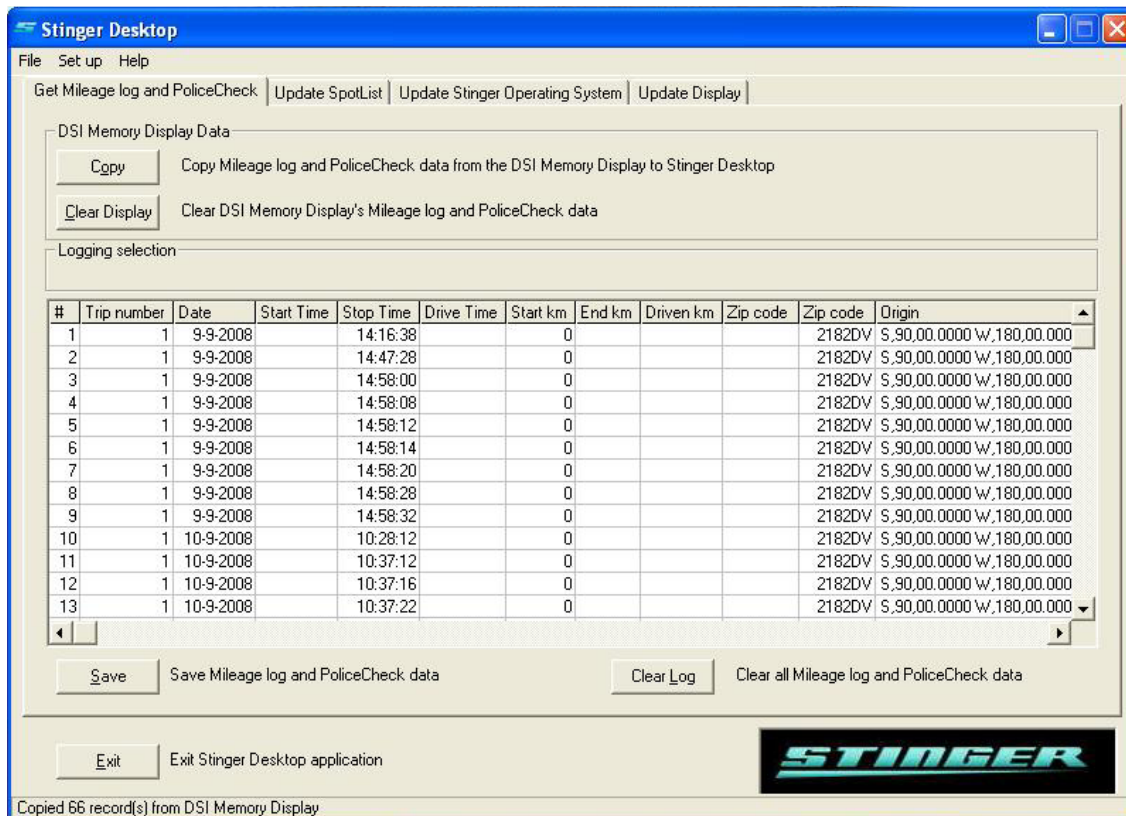 Stinger Desktop
File Set up Help
Get Mileage log and PoliceCheck Update SpotList Update Stinger Operating System Update Display
DSI Memory Display Data
Copy Copy Mileage log and PoliceCheck data from the DSI Memory Display to Stinger Desktop
Clear Display Clear DSI Memory Display's Mileage log and PoliceCheck data
Logging selection
# Trip number Date Start Time Stop Time Drive Time Start km End km Driven km Zip code Zip code Origin
1 1 9-9-2008 14:16:38 0 2182DV S,90,00.0000 W,180,00.000
2 1 9-9-2008 14:47:28 0 2182DV S,90,00.0000 W,180,00.000
3 1 9-9-2008 14:58:00 0 2182DV S,90,00.0000 W,180,00.000
4 1 9-9-2008 14:58:08 0 2182DV S,90,00.0000 W,180,00.000
5 1 9-9-2008 14:58:12 0 2182DV S,90,00.0000 W,180,00.000
6 1 9-9-2008 14:58:14 0 2182DV S,90,00.0000 W,180,00.000
7 1 9-9-2008 14:58:20 0 2182DV S,90,00.0000 W,180,00.000
8 1 9-9-2008 14:58:28 0 2182DV S,90,00.0000 W,180,00.000
9 1 9-9-2008 14:58:32 0 2182DV S,90,00.0000 W,180,00.000
10 1 10-9-2008 10:28:12 0 2182DV S,90,00.0000 W,180,00.000
11 1 10-9-2008 10:37:12 0 2182DV S,90,00.0000 W,180,00.000
12 1 10-9-2008 10:37:16 0 2182DV S,90,00.0000 W,180,00.000
13 1 10-9-2008 10:37:22 0 2182DV S,90,00.0000 W,180,00.000
Save Save Mileage log and PoliceCheck data Clear Log Clear all Mileage log and PoliceCheck data
Exit Exit Stinger Desktop application STINGER
Copied 66 record(s) from DSI Memory Display